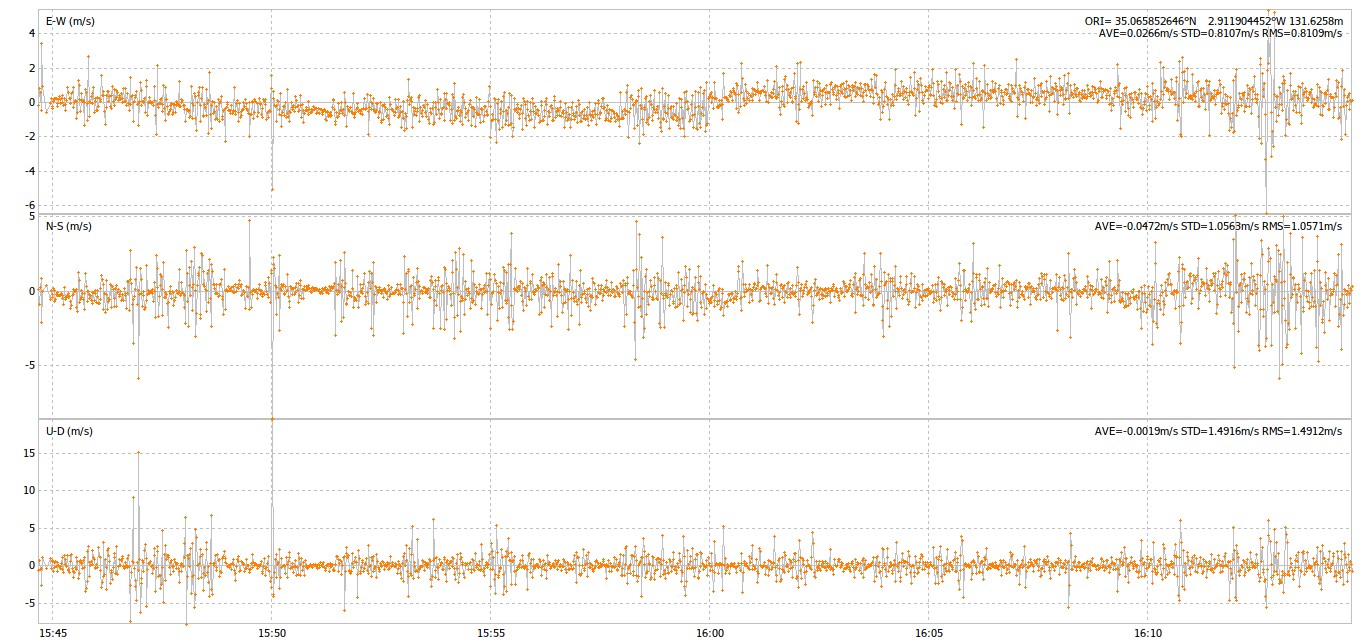 E-W (m/s)
ORI= 35.065852646°N 2.911904452°W 131.6258m
AVE=0.0266m/s STD=0.8107m/s RMS=0.8109m/s
4
2
0
-2
-4
-6
5
N-S (m/s)
AVE=-0.0472m/s STD=1.0563m/s RMS=1.0571m/s
0
-5
U-D (m/s)
AVE=-0.0019m/s STD=1.4916m/s RMS=1.4912m/s
15
10
5
0
-5
15:45 15:50 15:55 16:00 16:05 16:10